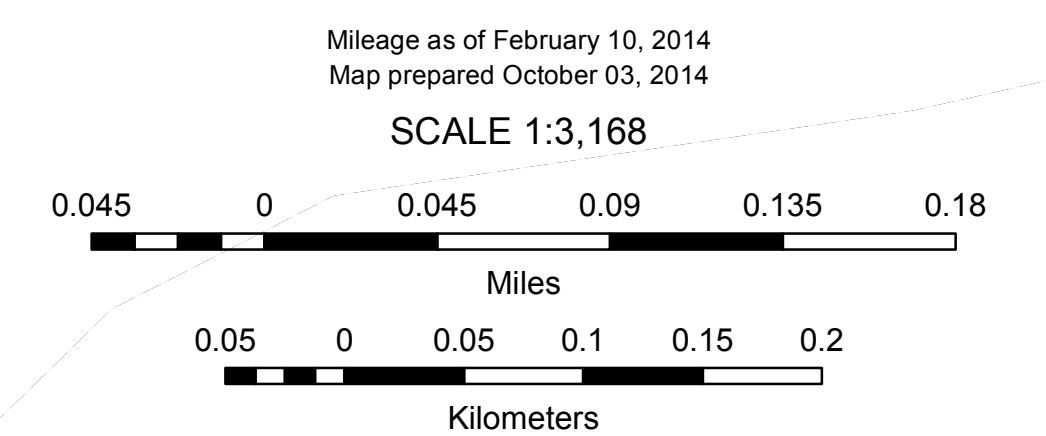 Mileage as of February 10, 2014
Map prepared October 03, 2014
SCALE 1:3,168
0.045 0 0.045 0.09 0.135 0.18
Miles
0.05 0 0.05 0.1 0.15 0.2
Kilometers